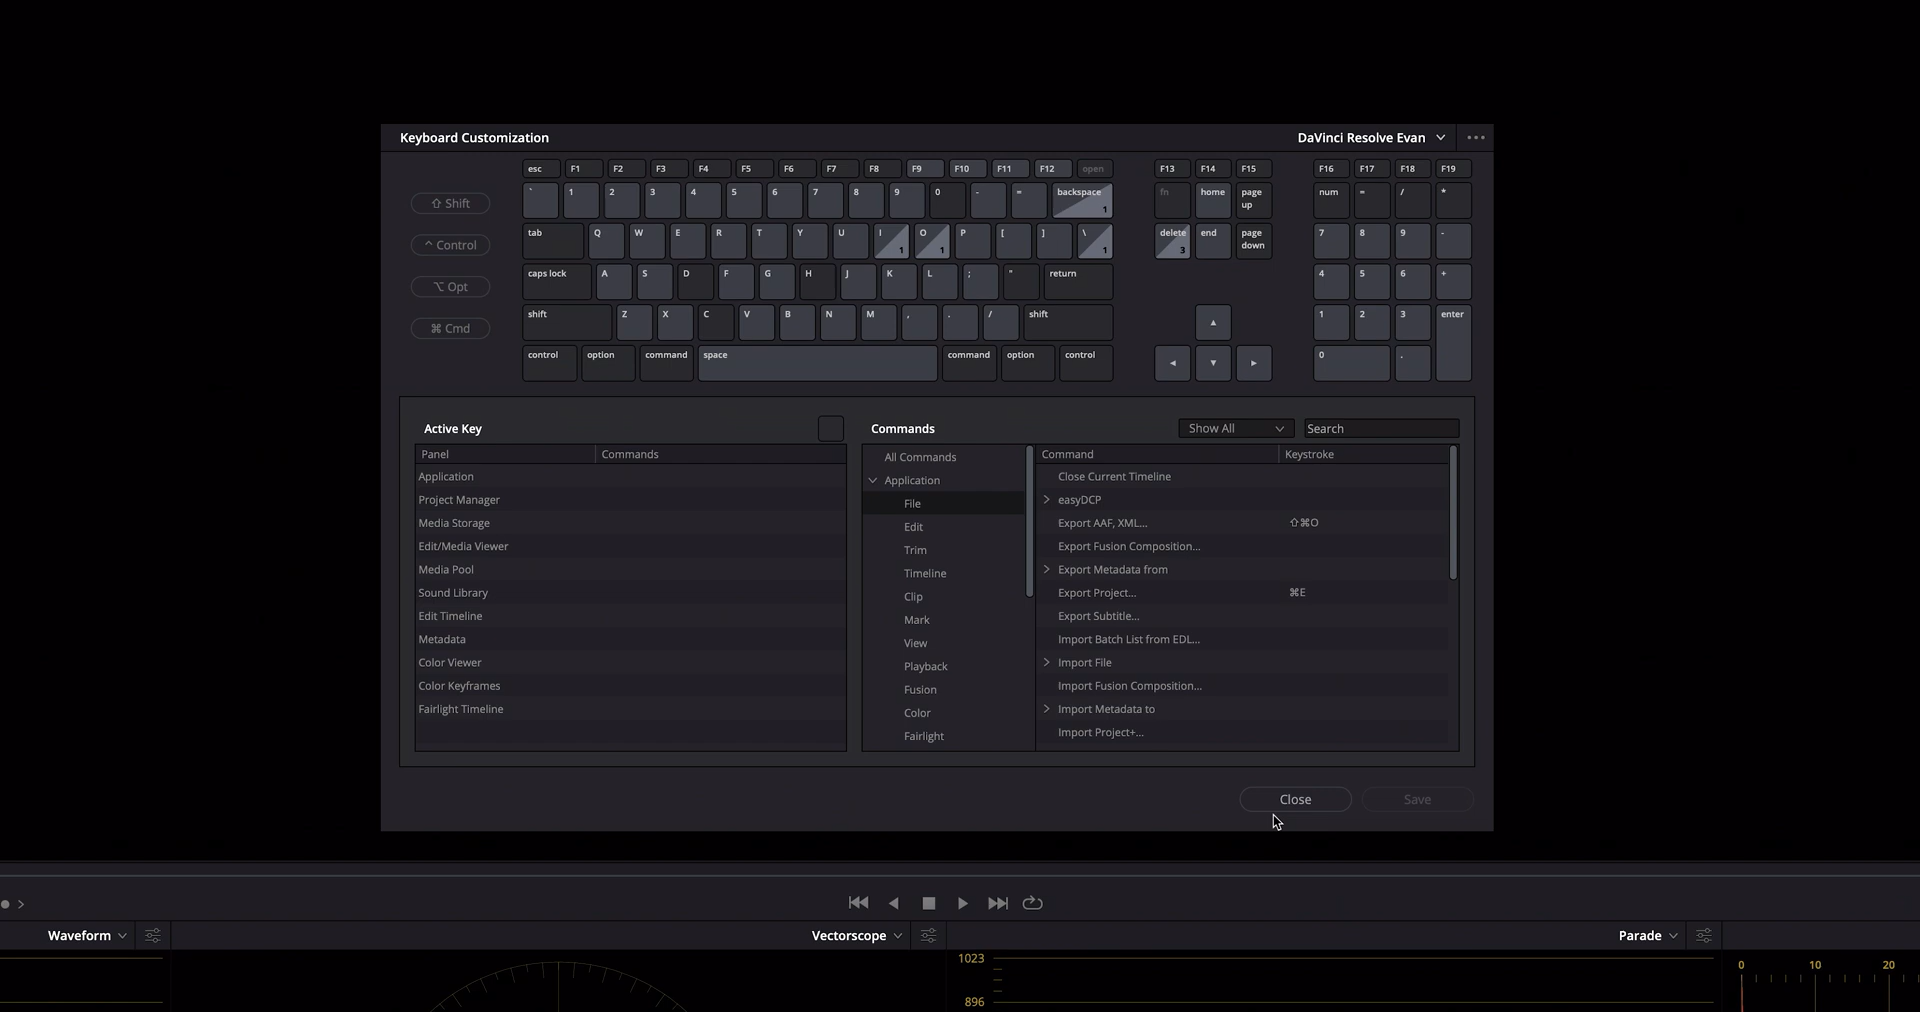 Keyboard Customization
DaVinci Resolve Evan
esc F1 F2 F3 F4 F5 F6 F7 F8 F9 F10 F11 F12 open F13 F14 F15 F16 F17 F18 F19
⇧ Shift
` 1 2 3 4 5 6 7 8 9 0 - = backspace 1 fn home page up num = / *
^ Control
tab Q W E R T Y U I 1 O 1 P [ ] \ 1 delete 3 end page down 7 8 9 -
⌥ Opt
caps lock A S D F G H J K L ; " return 4 5 6 +
⌘ Cmd
shift Z X C V B N M , . / shift ▲ 1 2 3 enter
control option command space command option control ◄ ▼ ► 0 .
Active Key
Panel Commands
Application
Project Manager
Media Storage
Edit/Media Viewer
Media Pool
Sound Library
Edit Timeline
Metadata
Color Viewer
Color Keyframes
Fairlight Timeline
Commands
Show All
Search
All Commands
Application
File
Edit
Trim
Timeline
Clip
Mark
View
Playback
Fusion
Color
Fairlight
Command Keystroke
Close Current Timeline
easyDCP
Export AAF, XML... ⇧⌘O
Export Fusion Composition...
Export Metadata from
Export Project... ⌘E
Export Subtitle...
Import Batch List from EDL...
Import File
Import Fusion Composition...
Import Metadata to
Import Project+...
Close
Save
Waveform
Vectorscope
Parade
1023
896
0 10 20